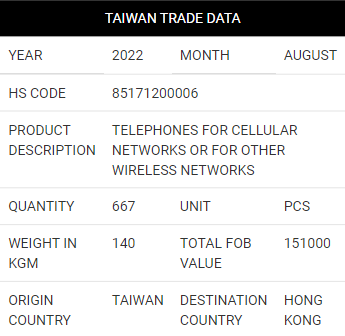 TAIWAN TRADE DATA
YEAR 2022 MONTH AUGUST
HS CODE 85171200006
PRODUCT DESCRIPTION TELEPHONES FOR CELLULAR
NETWORKS OR FOR OTHER
WIRELESS NETWORKS
QUANTITY 667 UNIT PCS
WEIGHT IN KGM 140 TOTAL FOB VALUE 151000
ORIGIN COUNTRY TAIWAN DESTINATION COUNTRY HONG KONG